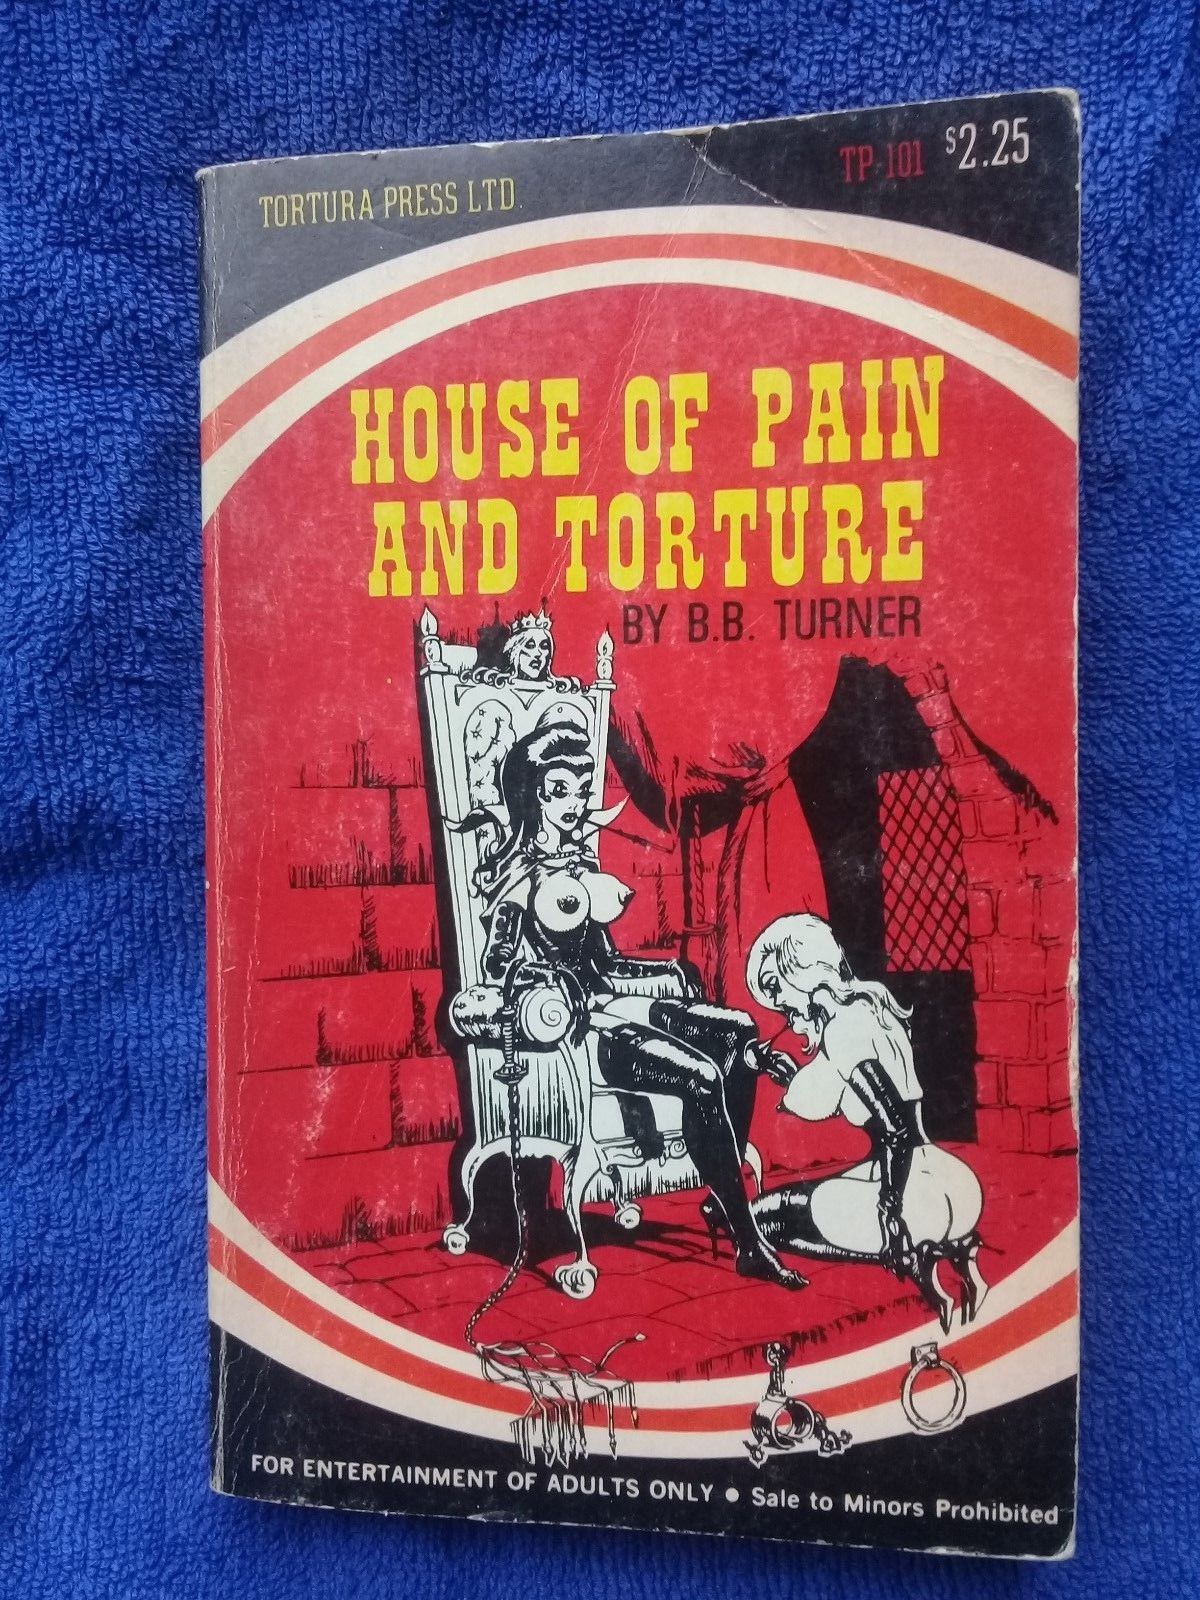 TORTURA PRESS LTD.
TP-101 $2.25
HOUSE OF PAIN
AND TORTURE
BY B.B. TURNER
FOR ENTERTAINMENT OF ADULTS ONLY • Sale to Minors Prohibited